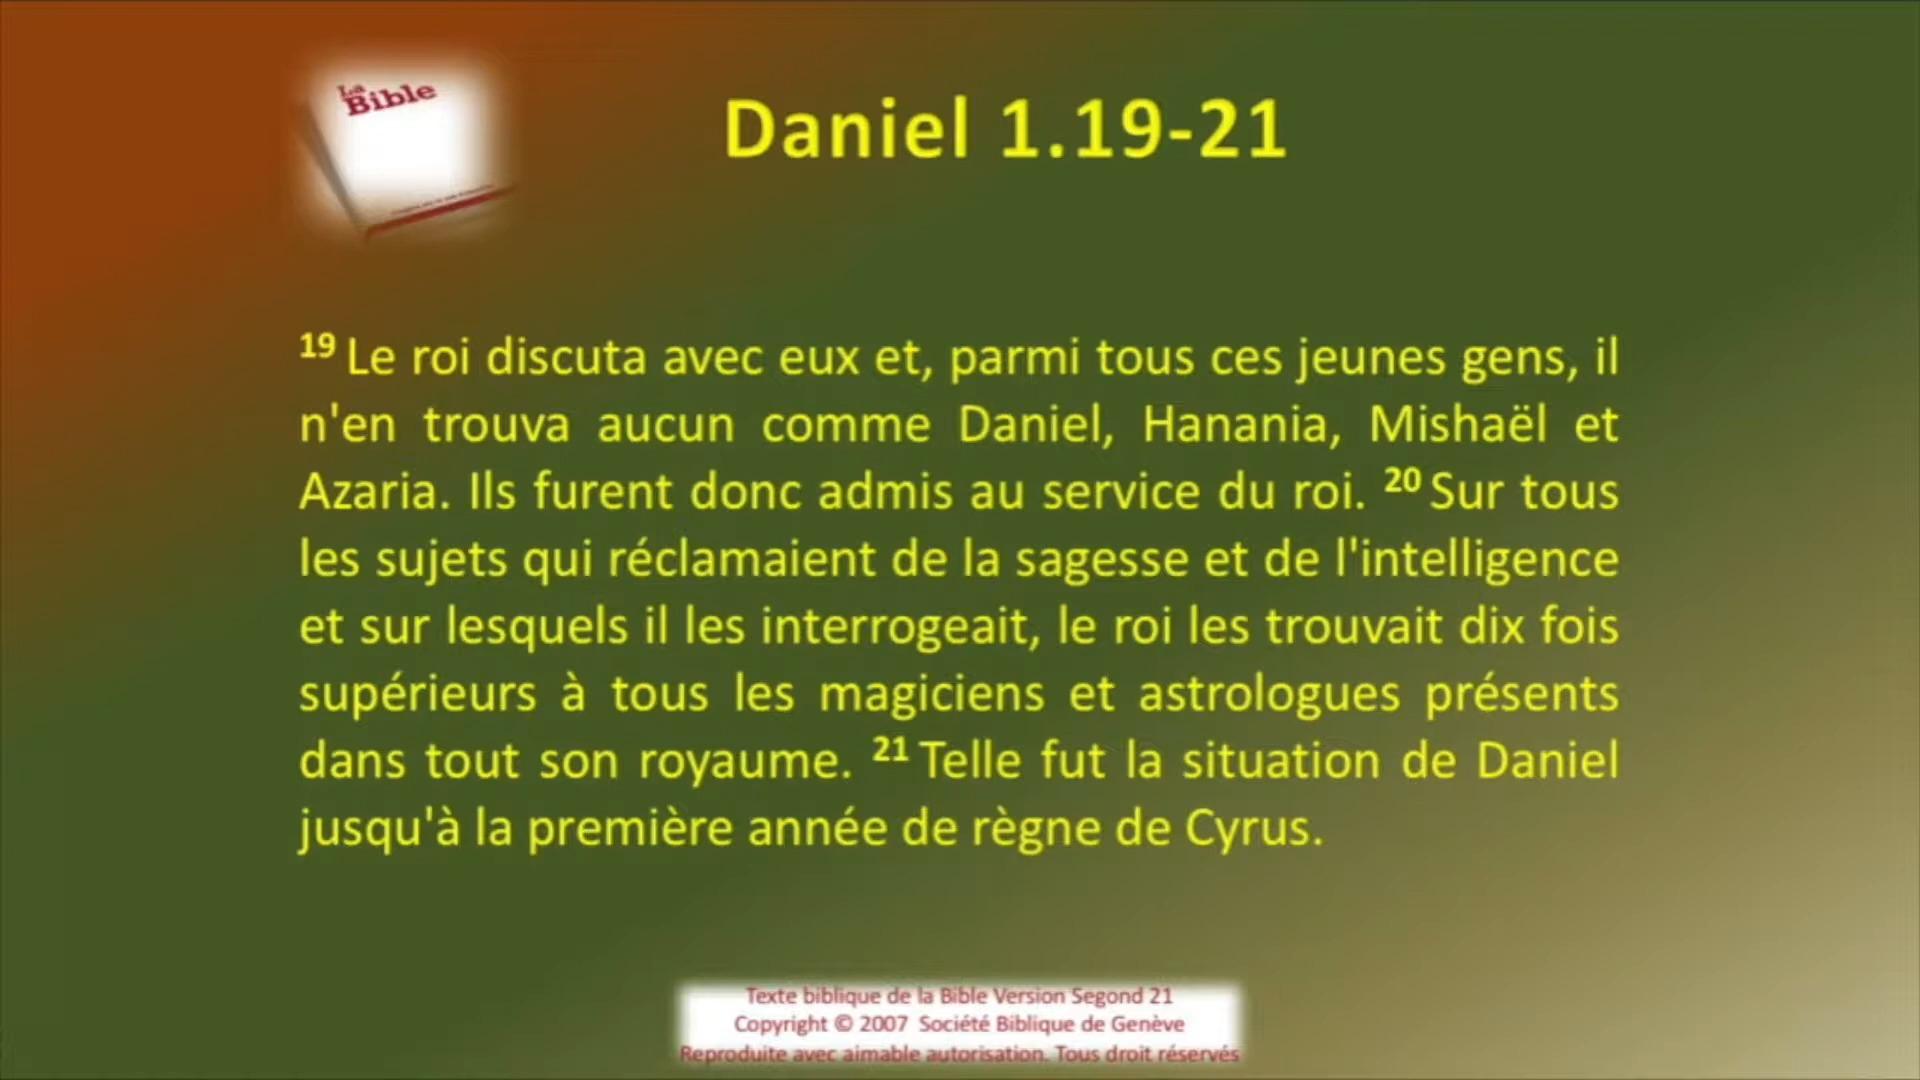 La
Bible
Daniel 1.19-21
19 Le roi discuta avec eux et, parmi tous ces jeunes gens, il
n'en trouva aucun comme Daniel, Hanania, Mishaël et
Azaria. Ils furent donc admis au service du roi. 20 Sur tous
les sujets qui réclamaient de la sagesse et de l'intelligence
et sur lesquels il les interrogeait, le roi les trouvait dix fois
supérieurs à tous les magiciens et astrologues présents
dans tout son royaume. 21 Telle fut la situation de Daniel
jusqu'à la première année de règne de Cyrus.
Texte biblique de la Bible Version Segond 21
Copyright © 2007 Société Biblique de Genève
Reproduite avec aimable autorisation. Tous droit réservés